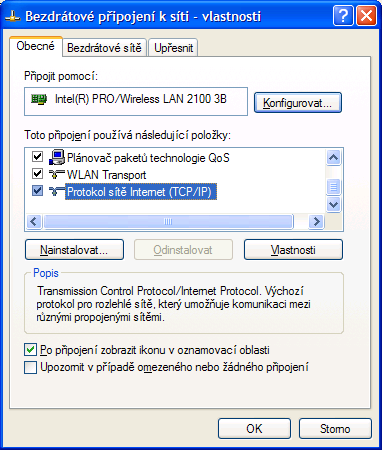 Bezdrátové připojení k síti - vlastnosti
Obecné Bezdrátové sítě Upřesnit
Připojit pomocí:
Intel(R) PRO/Wireless LAN 2100 3B Konfigurovat...
Toto připojení používá následující položky:
Plánovač paketů technologie QoS
WLAN Transport
Protokol sítě Internet (TCP/IP)
Nainstalovat... Odinstalovat Vlastnosti
Popis
Transmission Control Protocol/Internet Protocol. Výchozí
protokol pro rozlehlé sítě, který umožňuje komunikaci mezi
různými propojenými sítěmi.
Po připojení zobrazit ikonu v oznamovací oblasti
Upozornit v případě omezeného nebo žádného připojení
OK Storno